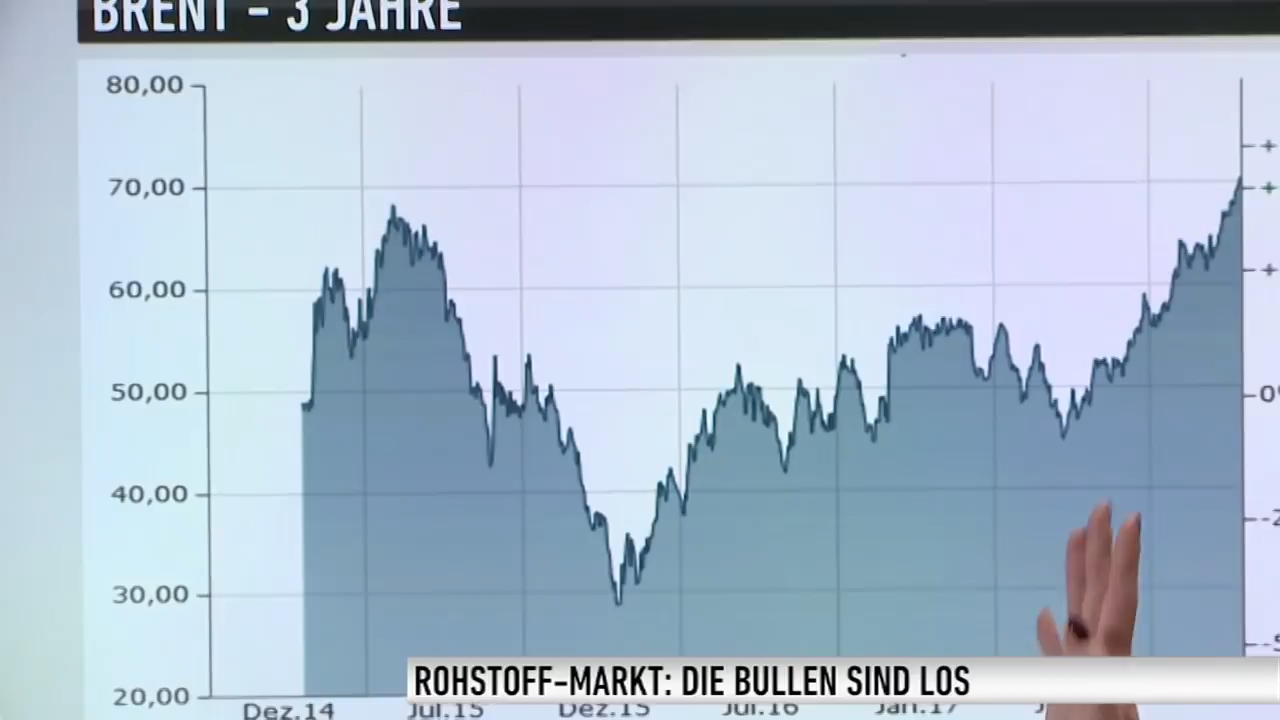 BRENT - 3 JAHRE
80,00
70,00
60,00
50,00
40,00
30,00
20,00
ROHSTOFF-MARKT: DIE BULLEN SIND LOS
Dez.14 Jul.15 Dez.15 Jul.16 Jan.17